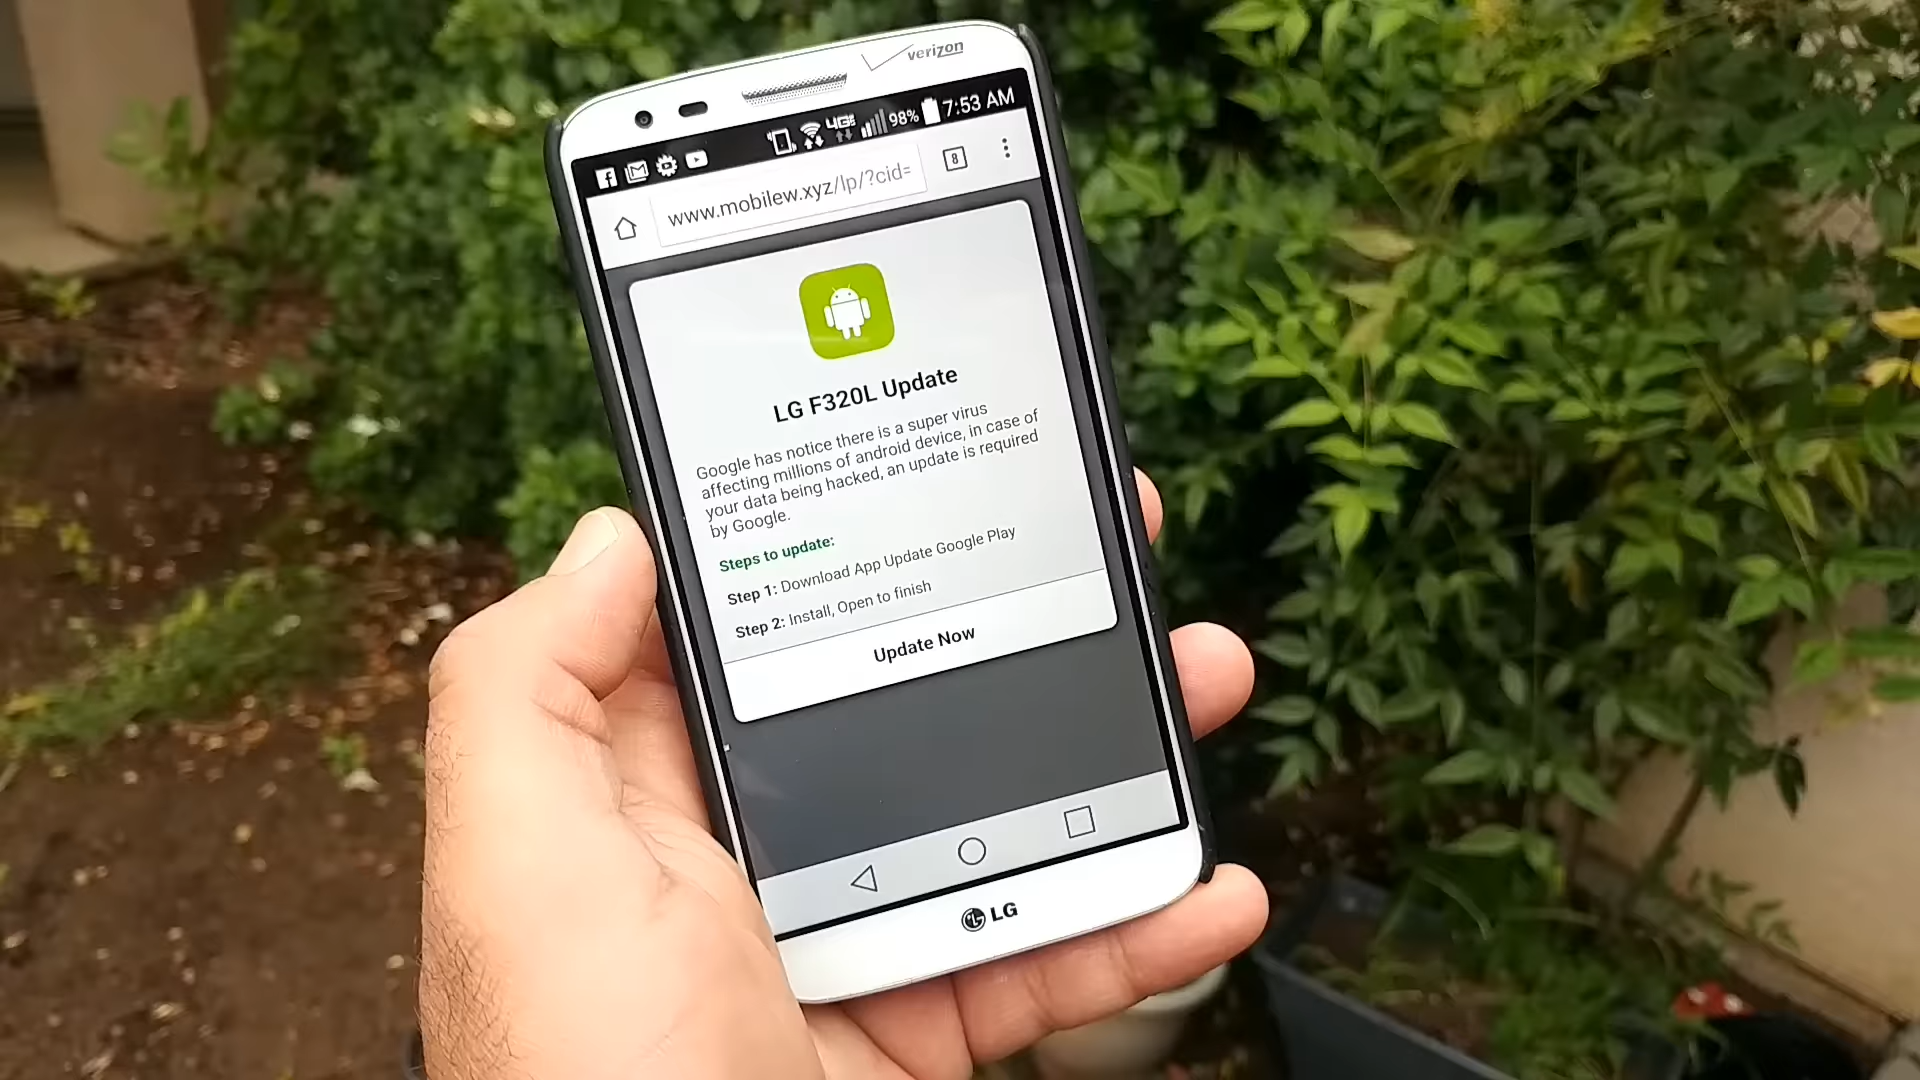 verizon
4G 98% 7:53 AM
www.mobilew.xyz/lp/?cid=
8
LG F320L Update
Google has notice there is a super virus
affecting millions of android device, in case of
your data being hacked, an update is required
by Google.
Steps to update:
Step 1: Download App Update Google Play
Step 2: Install, Open to finish
Update Now
LG